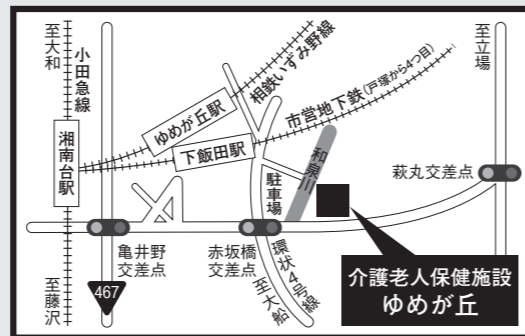 至大和
小田急線
湘南台駅
至藤沢
467
亀井野
交差点
ゆめが丘駅
相鉄いずみ野線
下飯田駅
市営地下鉄(戸塚から4つ目)
駐車場
和泉川
赤坂橋
交差点
環状4号線
至大船
至立場
萩丸交差点
介護老人保健施設
ゆめが丘